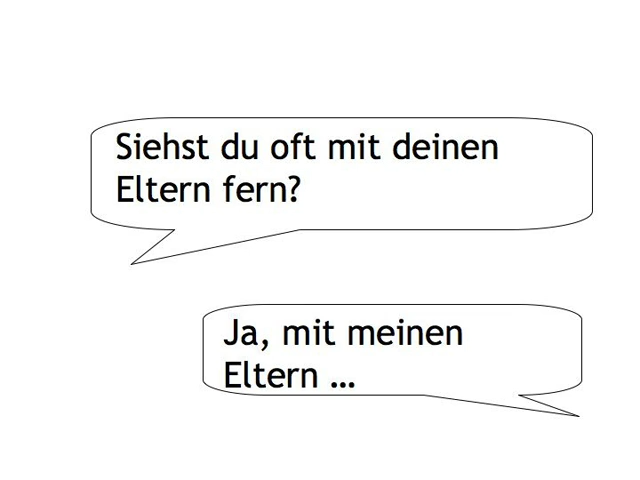 Siehst du oft mit deinen
Eltern fern?
Ja, mit meinen
Eltern …